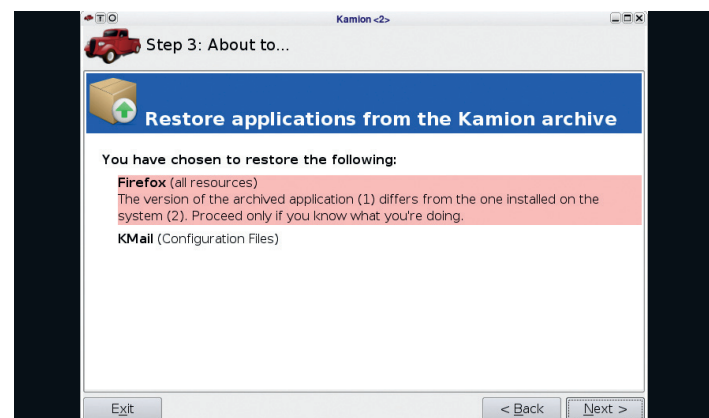 Kamion <2>
Step 3: About to...
Restore applications from the Kamion archive
You have chosen to restore the following:
Firefox (all resources)
The version of the archived application (1) differs from the one installed on the
system (2). Proceed only if you know what you're doing.
KMail (Configuration Files)
Exit
< Back
Next >